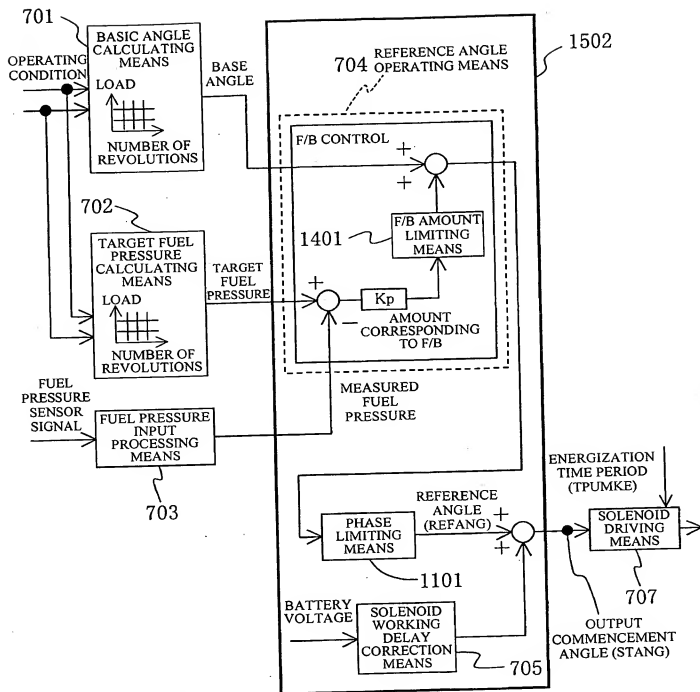 701
BASIC ANGLE
CALCULATING
MEANS
LOAD
NUMBER OF
REVOLUTIONS
OPERATING
CONDITION
BASE
ANGLE
704
REFERENCE ANGLE
OPERATING MEANS
1502
F/B CONTROL
+
+
1401
F/B AMOUNT
LIMITING
MEANS
702
TARGET FUEL
PRESSURE
CALCULATING
MEANS
LOAD
NUMBER OF
REVOLUTIONS
TARGET
FUEL
PRESSURE
+
−
Kp
AMOUNT
CORRESPONDING
TO F/B
FUEL
PRESSURE
SENSOR
SIGNAL
FUEL PRESSURE
INPUT
PROCESSING
MEANS
703
MEASURED
FUEL
PRESSURE
PHASE
LIMITING
MEANS
1101
REFERENCE
ANGLE
(REFANG)
+
+
ENERGIZATION
TIME PERIOD
(TPUMKE)
SOLENOID
DRIVING
MEANS
707
BATTERY
VOLTAGE
SOLENOID
WORKING
DELAY
CORRECTION
MEANS
705
OUTPUT
COMMENCEMENT
ANGLE (STANG)